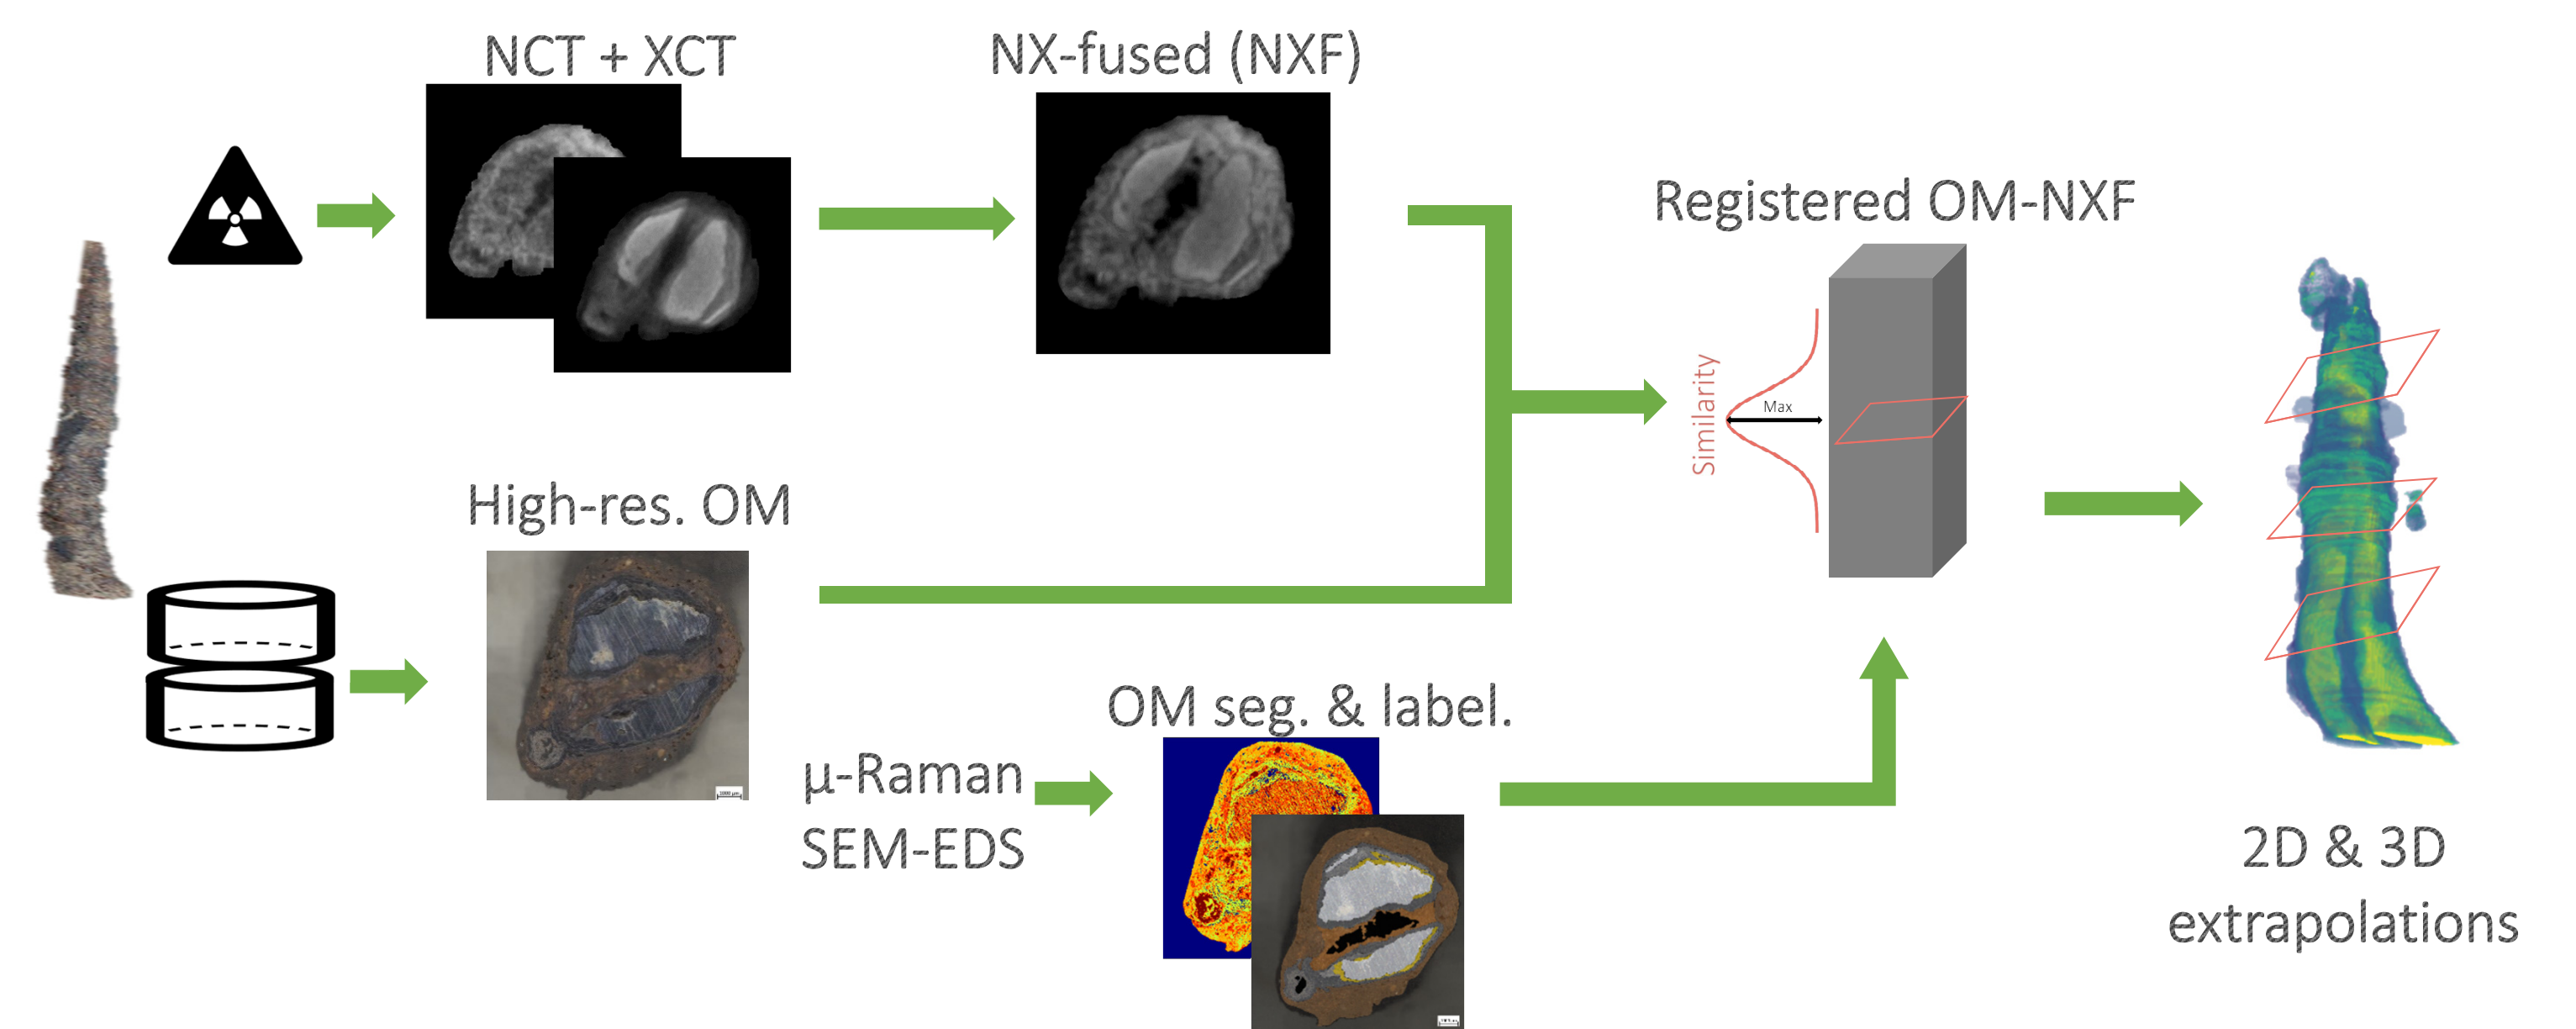 NCT + XCT
NX-fused (NXF)
Registered OM-NXF
Similarity
Max
High-res. OM
OM seg. & label.
μ-Raman
SEM-EDS
2D & 3D
extrapolations